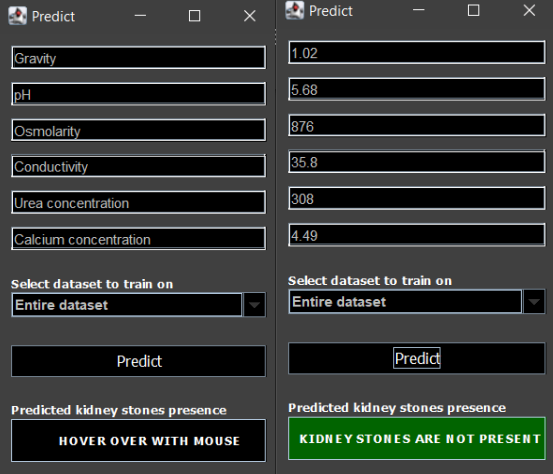 Predict
Gravity
pH
Osmolarity
Conductivity
Urea concentration
Calcium concentration
Select dataset to train on
Entire dataset
Predict
Predicted kidney stones presence
HOVER OVER WITH MOUSE
Predict
1.02
5.68
876
35.8
308
4.49
Select dataset to train on
Entire dataset
Predict
Predicted kidney stones presence
KIDNEY STONES ARE NOT PRESENT